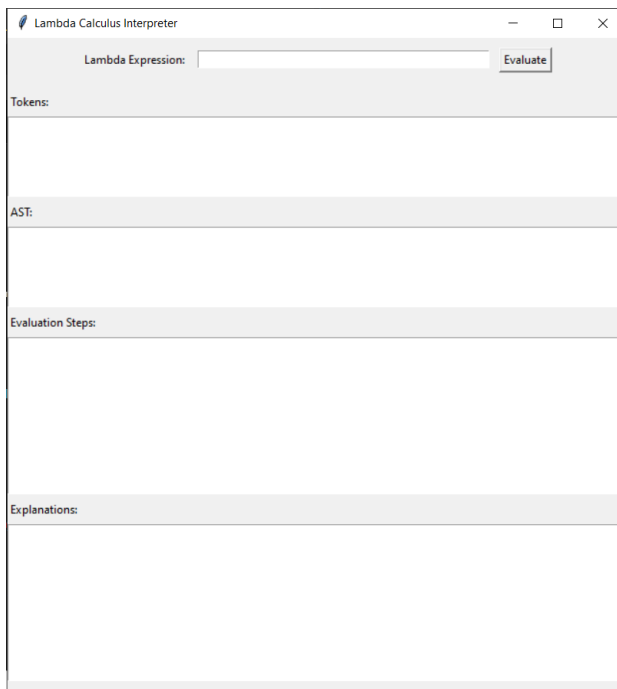 Lambda Calculus Interpreter
Lambda Expression: Evaluate
Tokens:
AST:
Evaluation Steps:
Explanations: